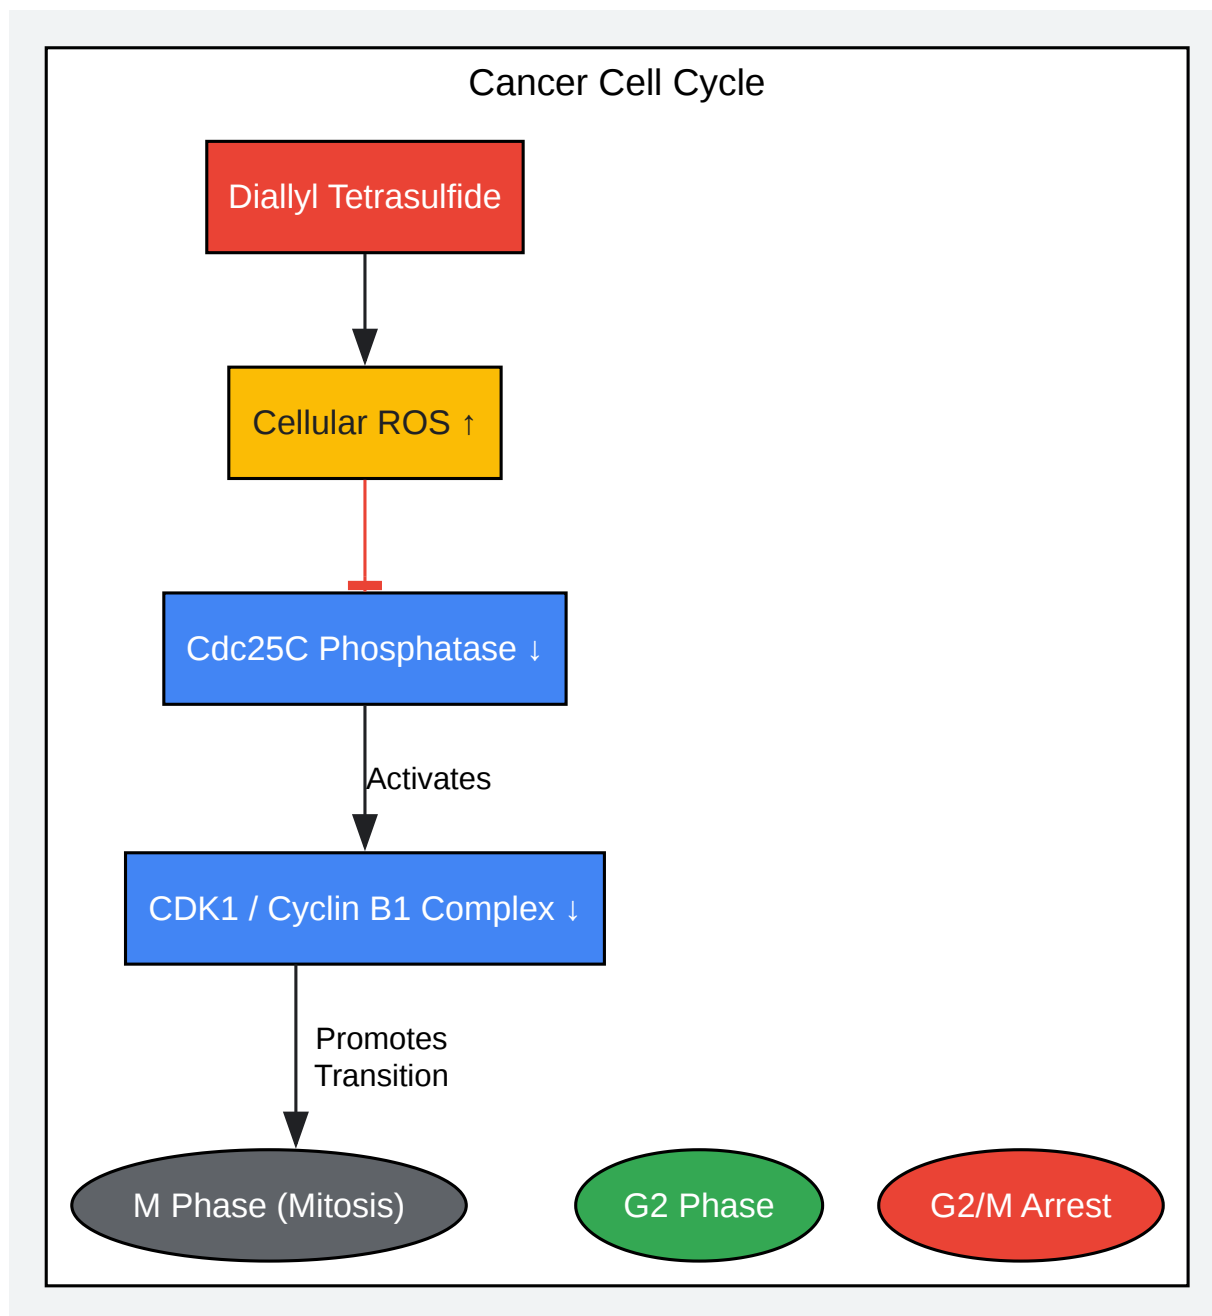 Cancer Cell Cycle
Diallyl Tetrasulfide
Cellular ROS ↑
Cdc25C Phosphatase ↓
Activates
CDK1 / Cyclin B1 Complex ↓
Promotes
Transition
M Phase (Mitosis)
G2 Phase
G2/M Arrest